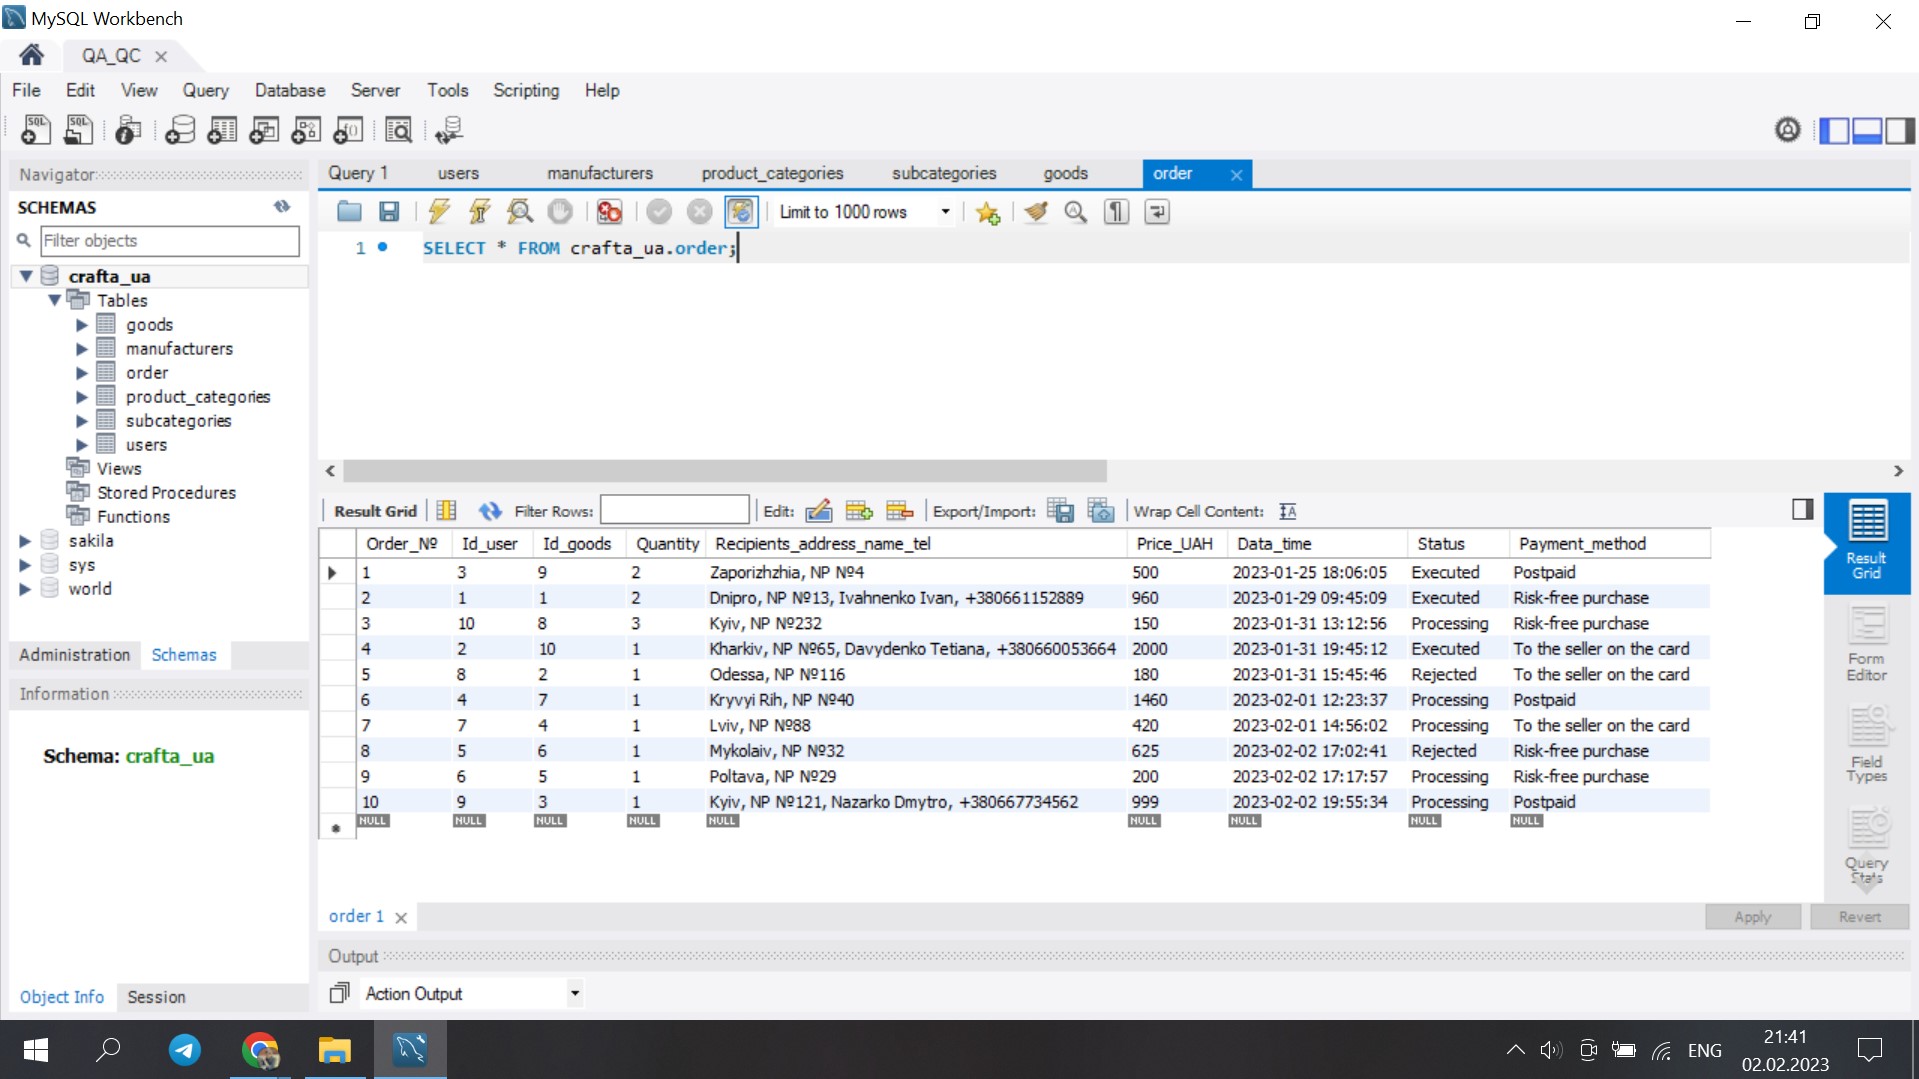 MySQL Workbench
QA_QC
File Edit View Query Database Server Tools Scripting Help
Navigator
SCHEMAS
Filter objects
crafta_ua
Tables
goods
manufacturers
order
product_categories
subcategories
users
Views
Stored Procedures
Functions
sakila
sys
world
Administration Schemas
Information
Schema: crafta_ua
Object Info Session
Query 1 users manufacturers product_categories subcategories goods order
Limit to 1000 rows
1 SELECT * FROM crafta_ua.order;
Result Grid Filter Rows: Edit: Export/Import: Wrap Cell Content:
Order_№ Id_user Id_goods Quantity Recipients_address_name_tel Price_UAH Data_time Status Payment_method
1 3 9 2 Zaporizhzhia, NP №4 500 2023-01-25 18:06:05 Executed Postpaid
2 1 1 2 Dnipro, NP №13, Ivahnenko Ivan, +380661152889 960 2023-01-29 09:45:09 Executed Risk-free purchase
3 10 8 3 Kyiv, NP №232 150 2023-01-31 13:12:56 Processing Risk-free purchase
4 2 10 1 Kharkiv, NP №65, Davydenko Tetiana, +380660053664 2000 2023-01-31 19:45:12 Executed To the seller on the card
5 8 2 1 Odessa, NP №116 180 2023-01-31 15:45:46 Rejected To the seller on the card
6 4 7 1 Kryvyi Rih, NP №40 1460 2023-02-01 12:23:37 Processing Postpaid
7 7 4 1 Lviv, NP №88 420 2023-02-01 14:56:02 Processing To the seller on the card
8 5 6 1 Mykolaiv, NP №32 625 2023-02-02 17:02:41 Rejected Risk-free purchase
9 6 5 1 Poltava, NP №29 200 2023-02-02 17:17:57 Processing Risk-free purchase
10 9 3 1 Kyiv, NP №121, Nazarko Dmytro, +380667734562 999 2023-02-02 19:55:34 Processing Postpaid
NULL NULL NULL NULL NULL NULL NULL NULL NULL
Result
Grid
Form
Editor
Field
Types
Query
Stats
order 1
Apply Revert
Output
Action Output
ENG
21:41
02.02.2023